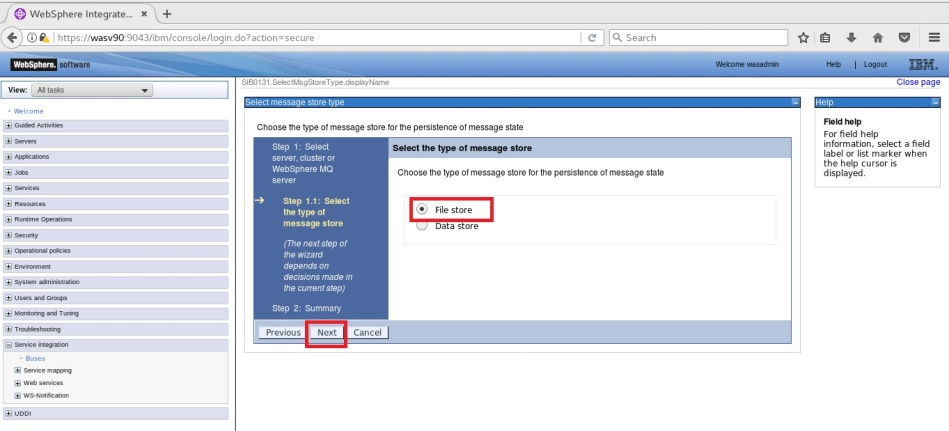 WebSphere Integrate...
https://wasv90:9043/ibm/console/login.do?action=secure
Search
WebSphere. software
Welcome wasadmin
Help | Logout
IBM.
View: All tasks
SIB0131.SelectMsgStoreType.displayName
Close page
Welcome
Guided Activities
Servers
Applications
Jobs
Services
Resources
Runtime Operations
Security
Operational policies
Environment
System administration
Users and Groups
Monitoring and Tuning
Troubleshooting
Service integration
Buses
Service mapping
Web services
WS-Notification
UDDI
Select message store type
Choose the type of message store for the persistence of message state
Step 1: Select
server, cluster or
WebSphere MQ
server
Step 1.1: Select
the type of
message store
(The next step of
the wizard
depends on
decisions made in
the current step)
Step 2: Summary
Select the type of message store
Choose the type of message store for the persistence of message state
File store
Data store
Previous Next Cancel
Help
Field help
For field help
information, select a field
label or list marker when
the help cursor is
displayed.